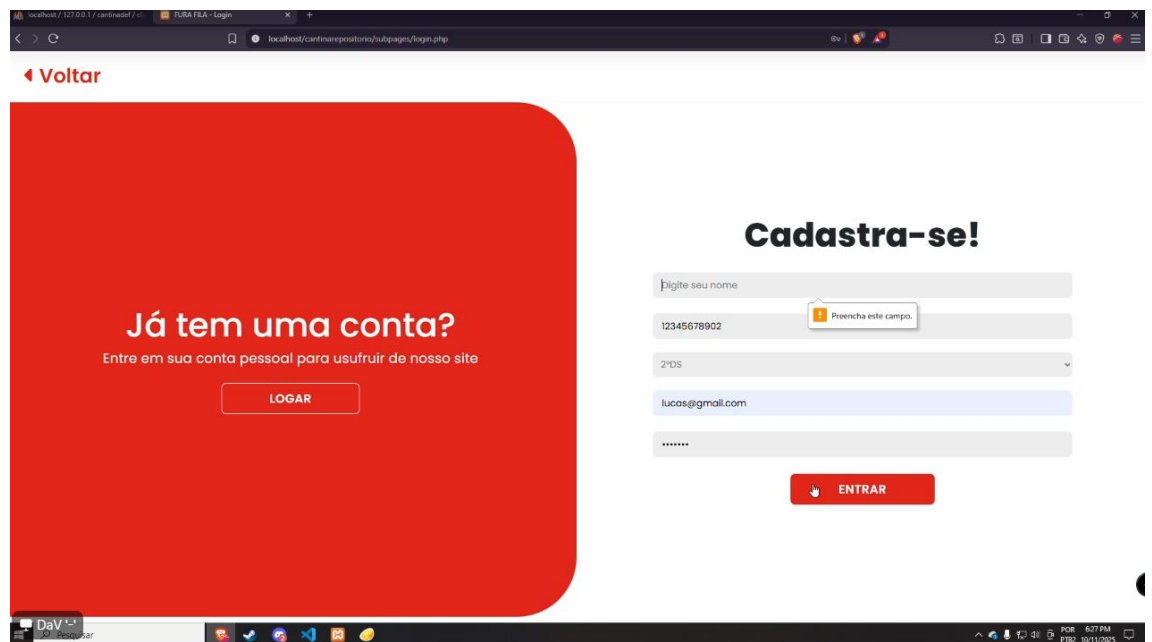 localhost / 127.0.0.1 / cantinadef / cl
FURA FILA - Login
localhost/cantinarepositorio/subpages/login.php
Voltar
Cadastra-se!
Digite seu nome
Preencha este campo.
12345678902
2ºDS
lucas@gmail.com
•••••••
ENTRAR
Já tem uma conta?
Entre em sua conta pessoal para usufruir de nosso site
LOGAR
DaV '-'
Pesquisar
POR 6:27 PM
PTB2 10/11/2025